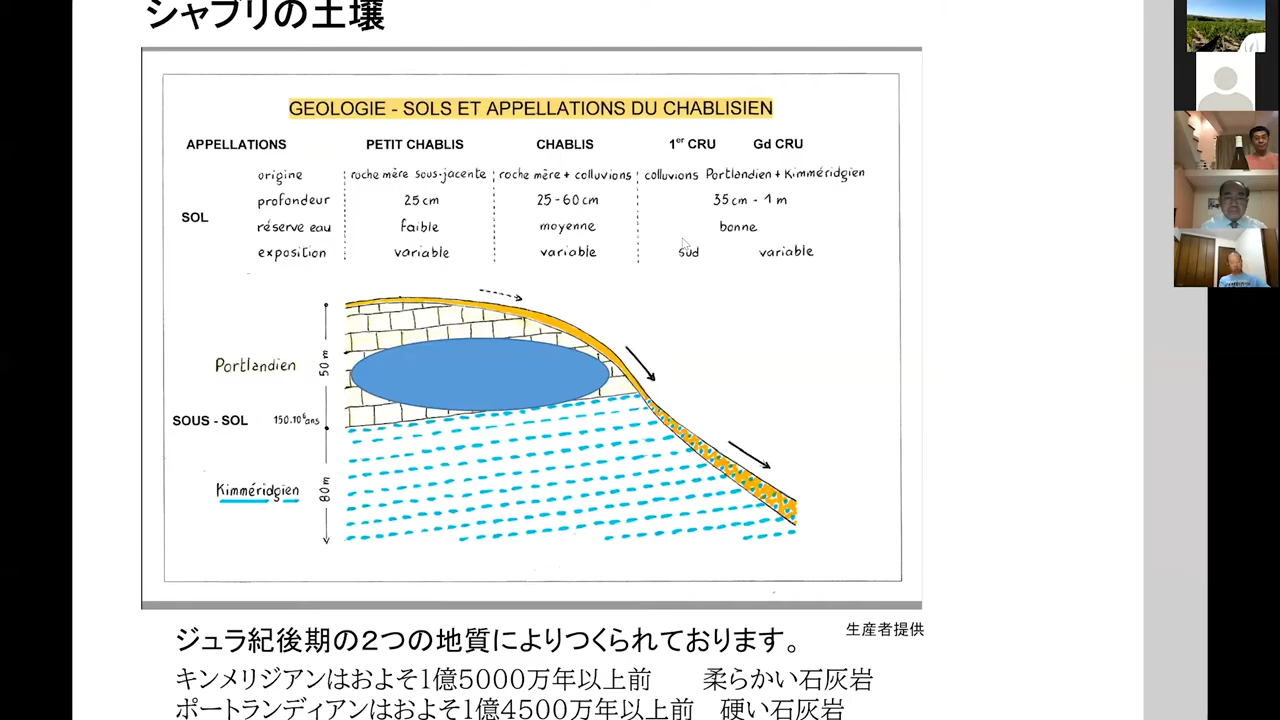 シャブリの土壌
GEOLOGIE - SOLS ET APPELLATIONS DU CHABLISIEN
APPELLATIONS PETIT CHABLIS CHABLIS 1er CRU Gd CRU
origine roche mère sous-jacente roche mère + colluvions colluvions Portlandien + Kimméridgien
profondeur 25 cm 25-60 cm 35 cm - 1 m
SOL
réserve eau faible moyenne bonne
exposition variable variable sud variable
50 m
Portlandien
SOUS - SOL 150.10⁶ans
Kimméridgien
80 m
生産者提供
ジュラ紀後期の２つの地質によりつくられております。
キンメリジアンはおよそ1億5000万年以上前 柔らかい石灰岩
ポートランディアンはおよそ1億4500万年以上前 硬い石灰岩